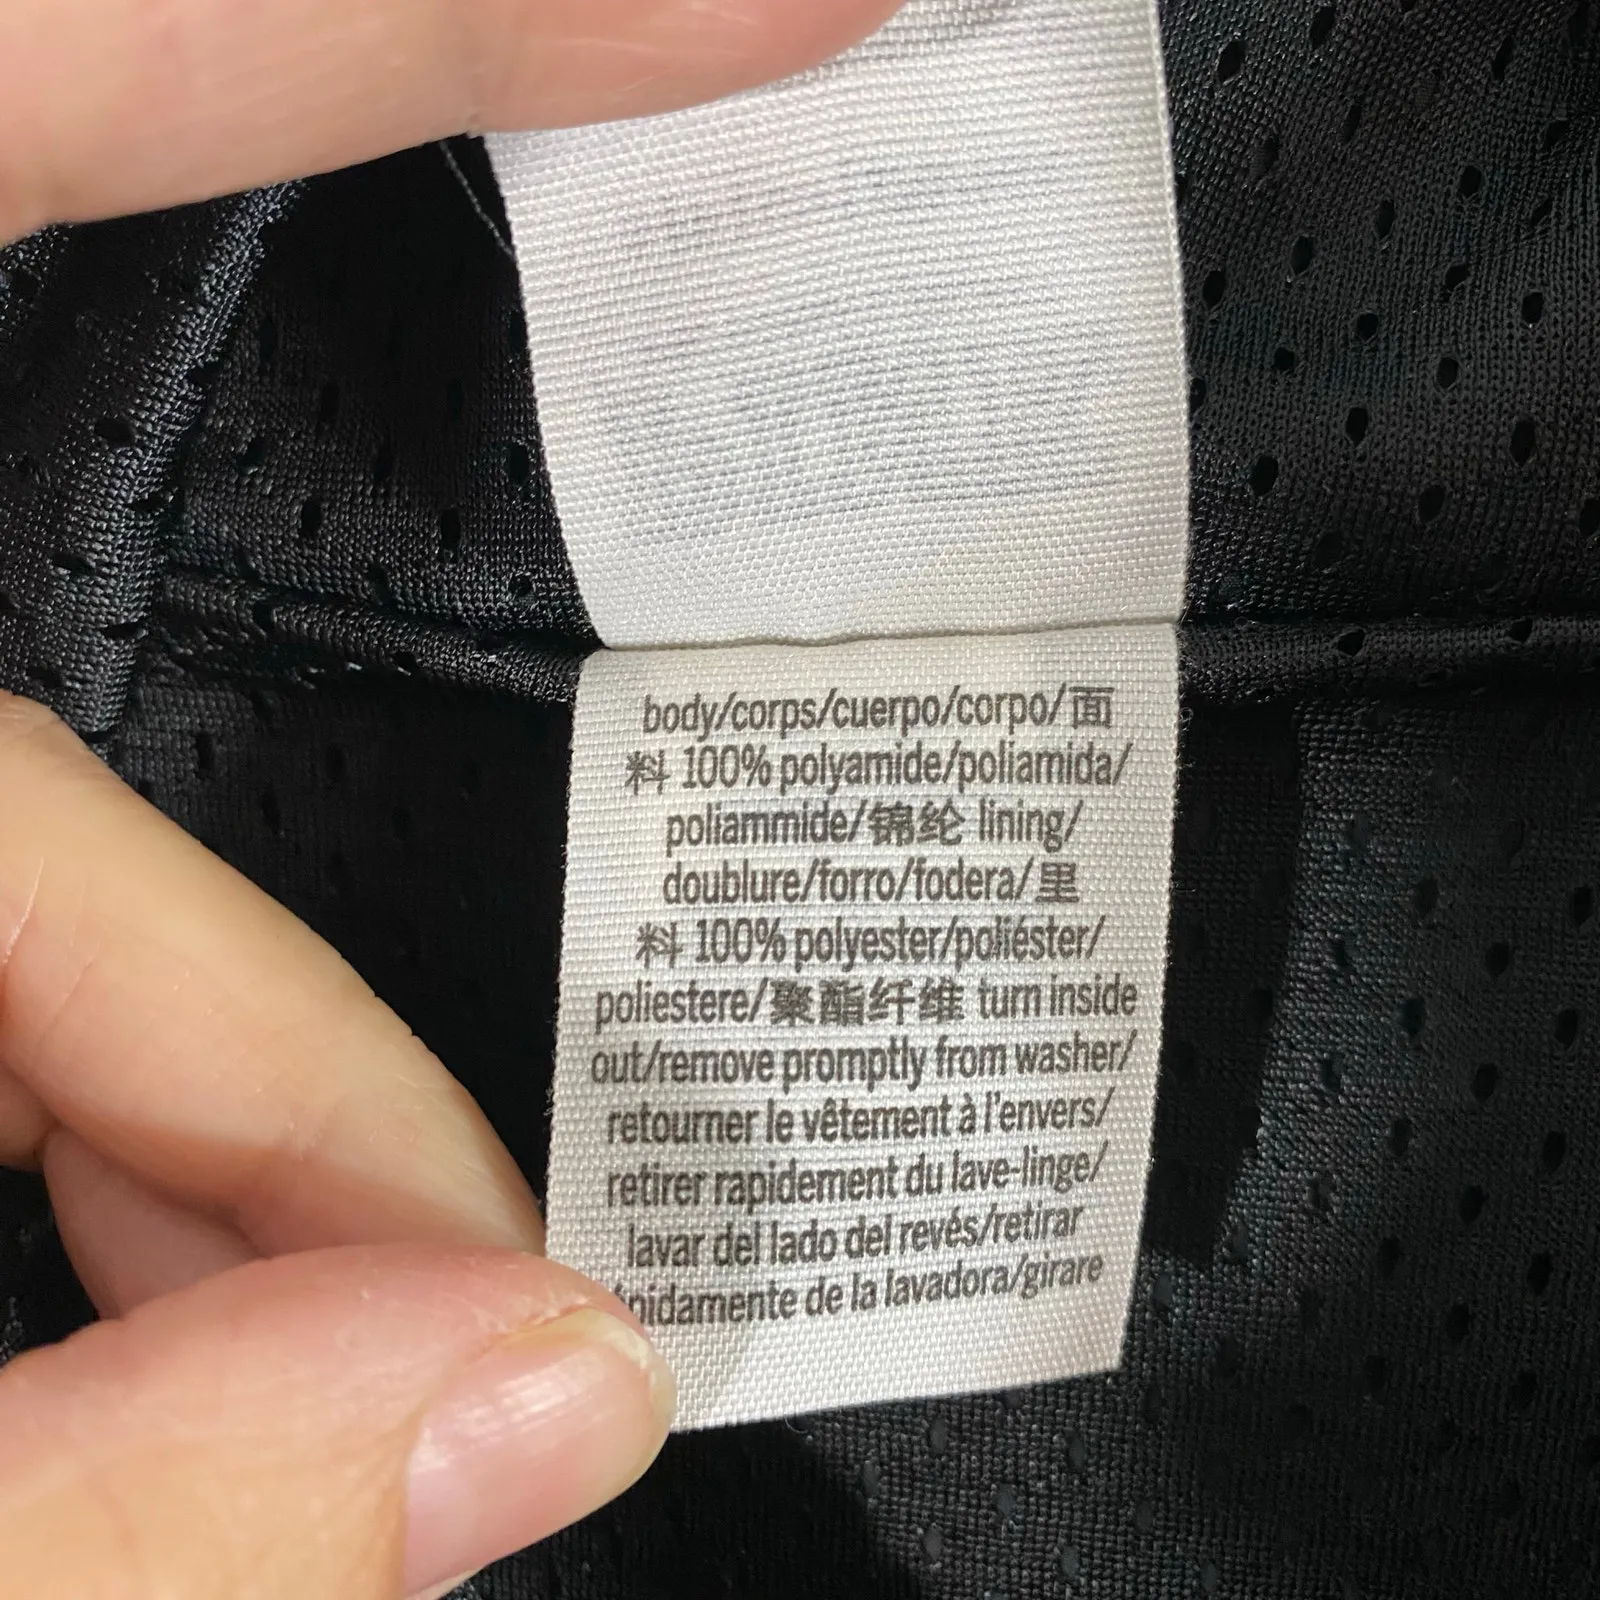 body/corps/cuerpo/corpo/面
料 100% polyamide/poliamida/
poliammide/锦纶 lining/
doublure/forro/fodera/里
料 100% polyester/poliéster/
poliestere/聚酯纤维 turn inside
out/remove promptly from washer/
retourner le vêtement à l'envers/
retirer rapidement du lave-linge/
lavar del lado del revés/retirar
de la lavadora/girare